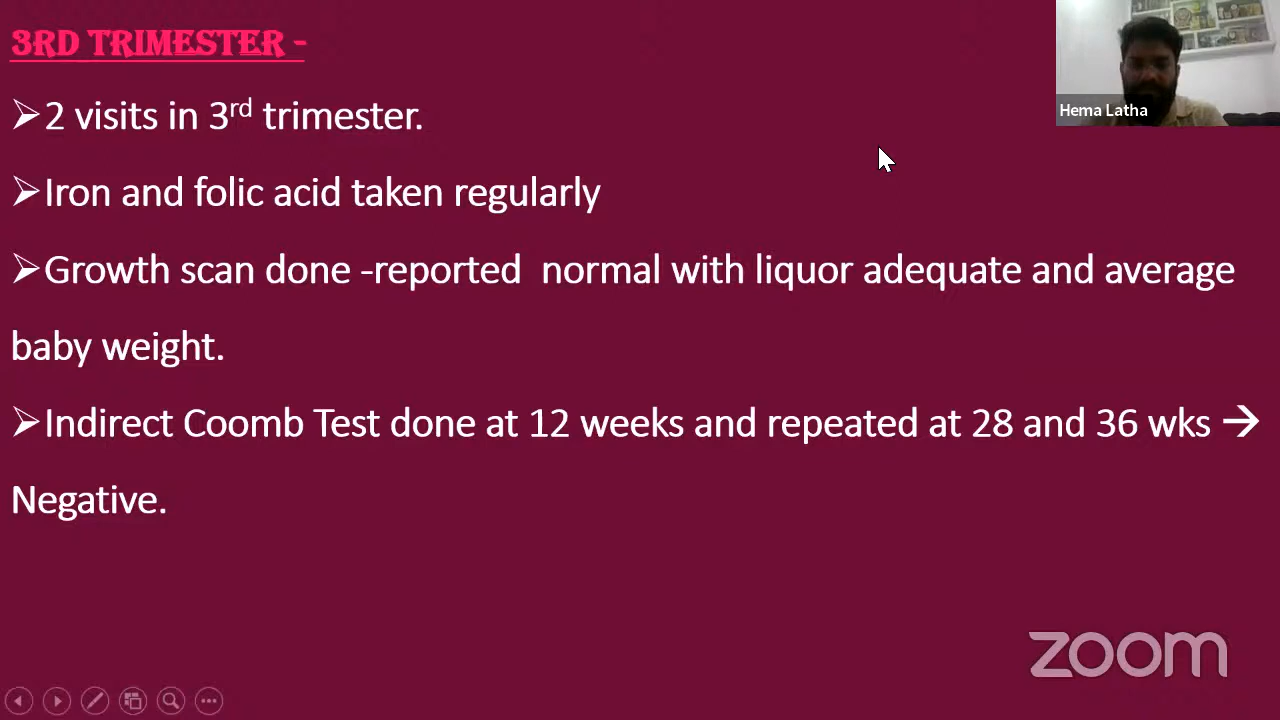 3RD TRIMESTER -
➢2 visits in 3rd trimester.
➢Iron and folic acid taken regularly
➢Growth scan done -reported  normal with liquor adequate and average
baby weight.
➢Indirect Coomb Test done at 12 weeks and repeated at 28 and 36 wks →
Negative.
Hema Latha
zoom